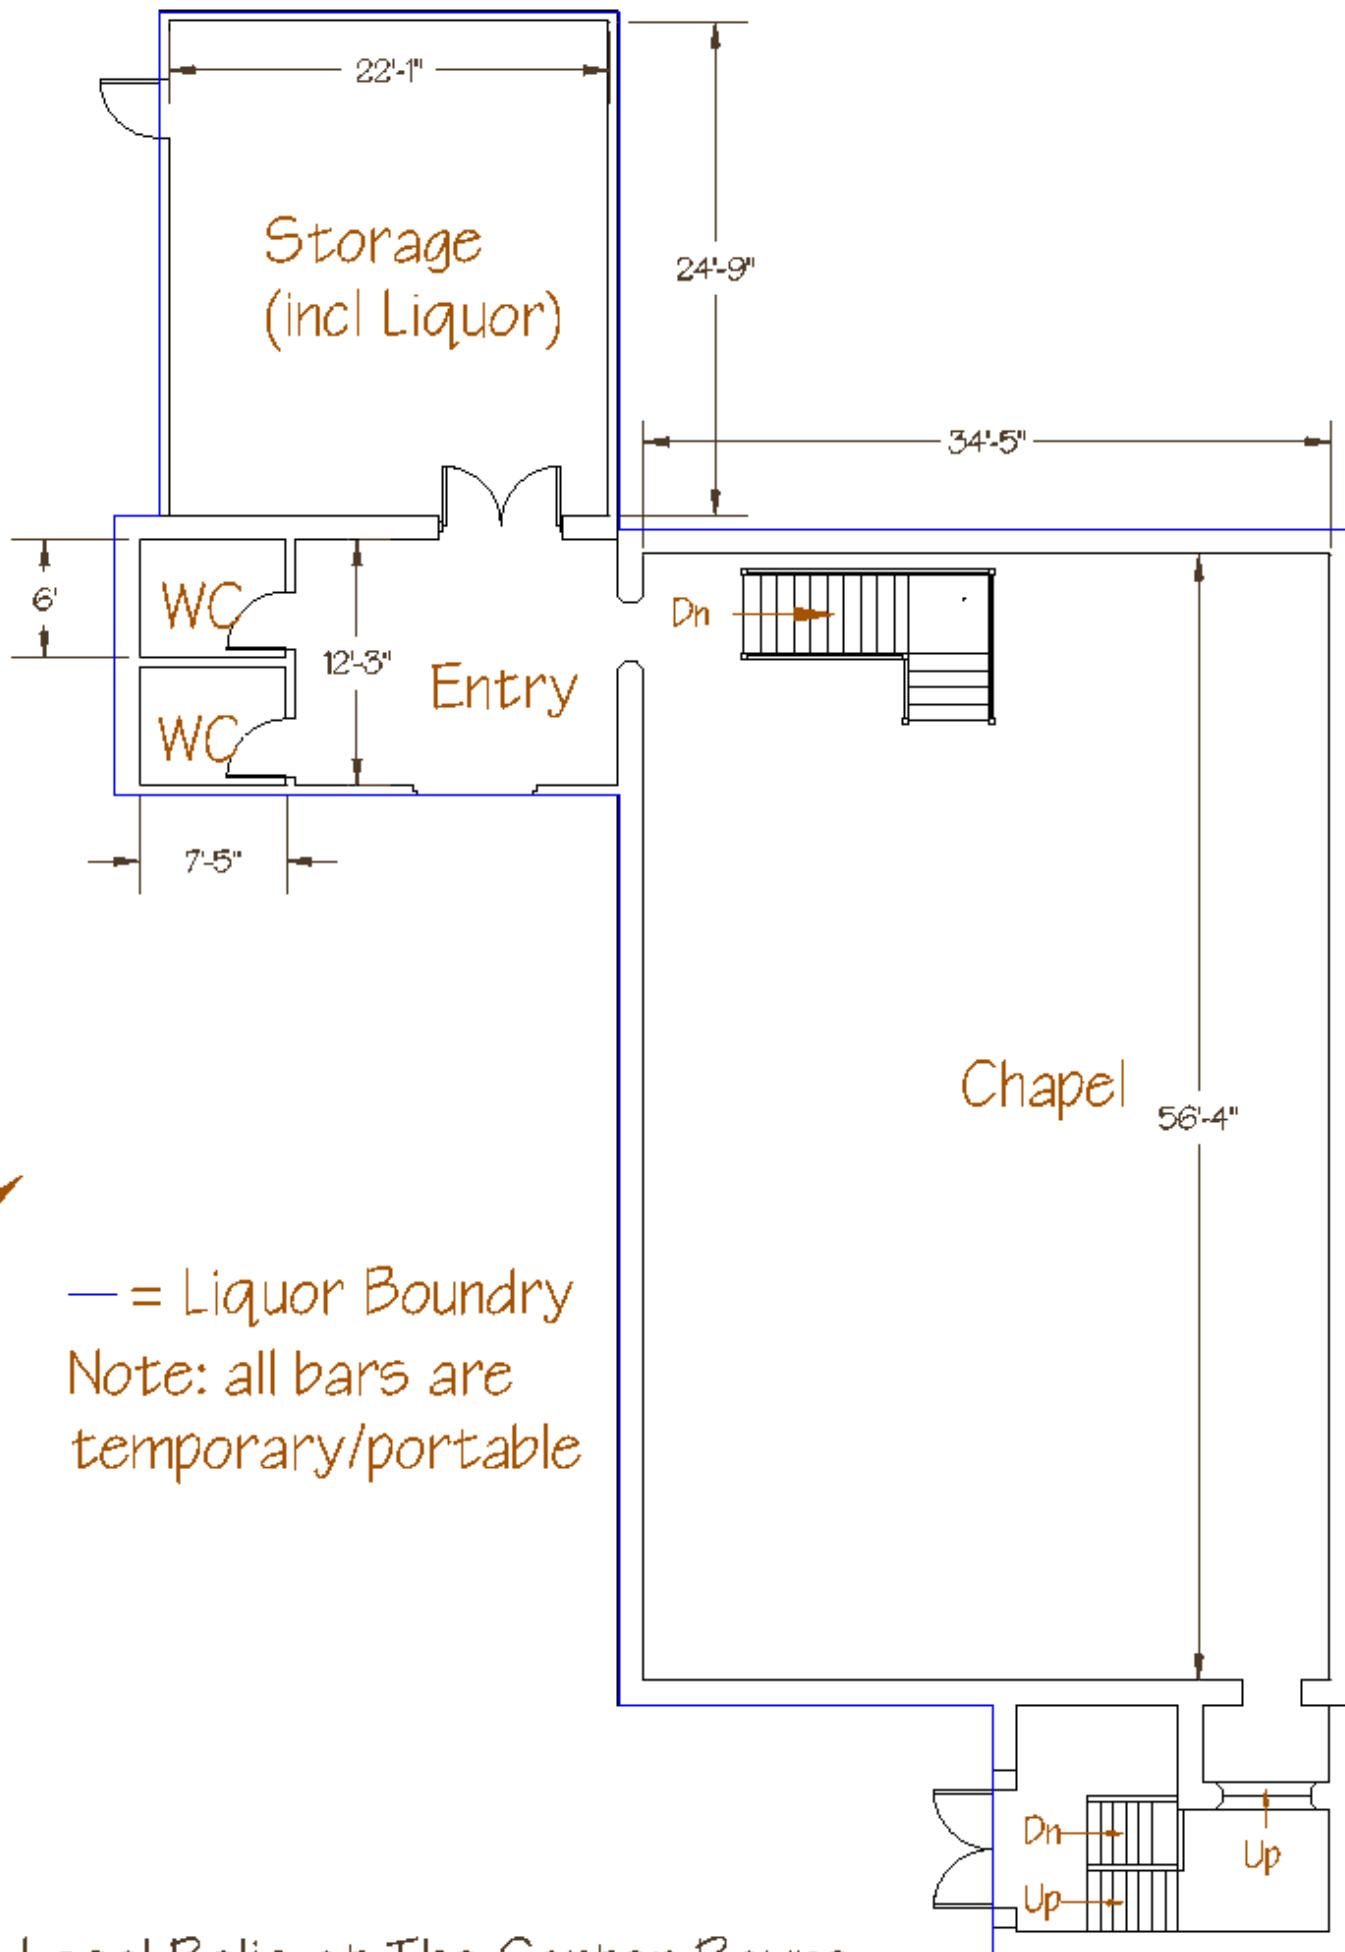 22'-1"
Storage
(incl Liquor)
24'-9"
34'-5"
6'
WC
Dn
12'-3"
Entry
WC
7'-5"
Chapel
56'-4"
= Liquor Boundry
Note: all bars are
temporary/portable
Dn
Up
Up